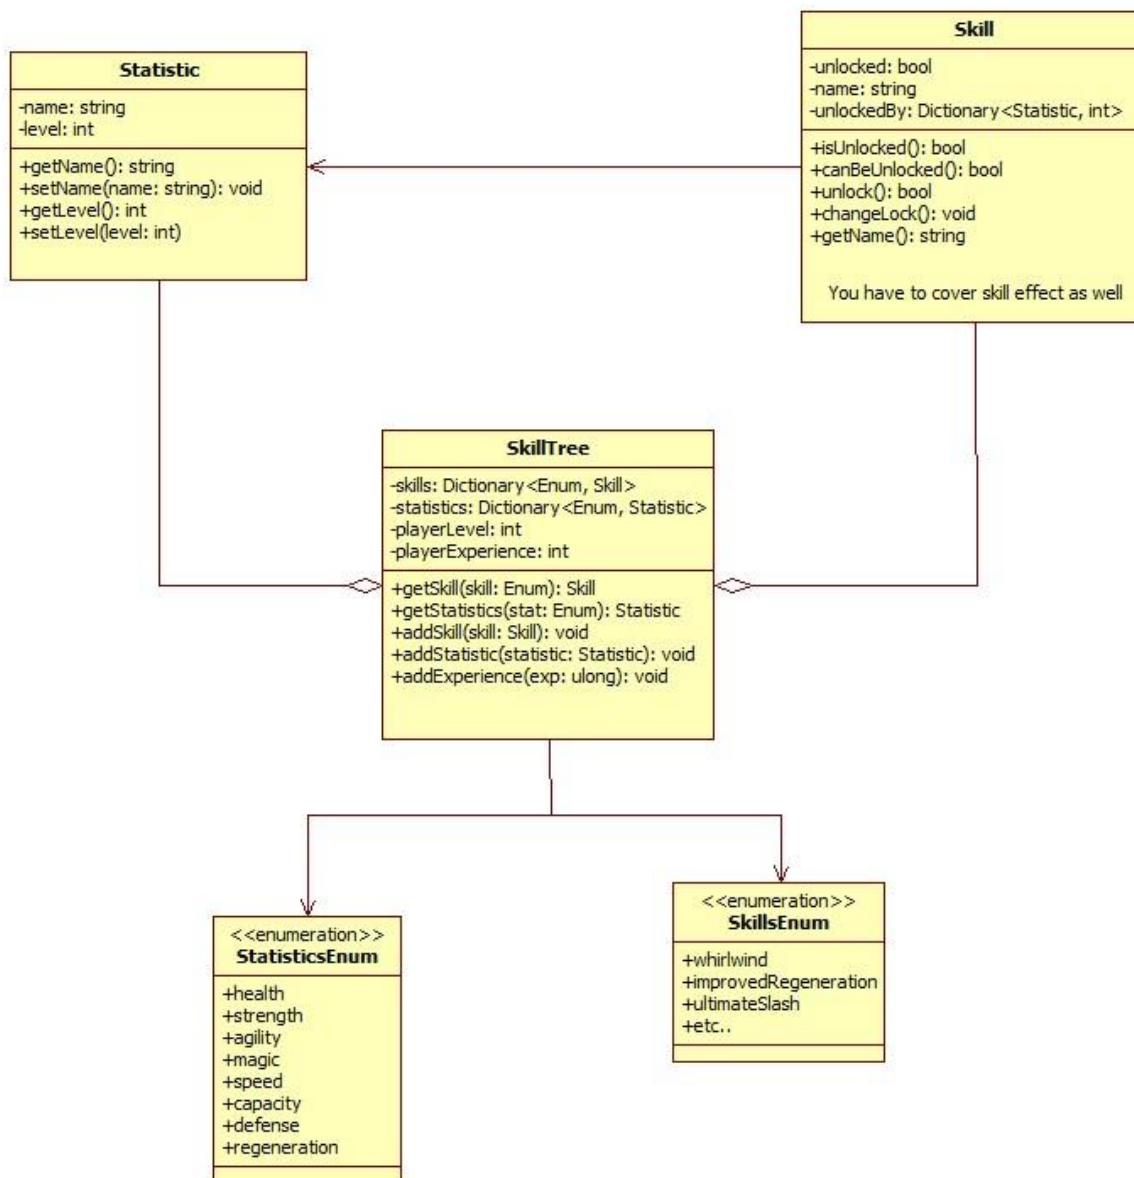 Statistic
-name: string
-level: int
+getName(): string
+setName(name: string): void
+getLevel(): int
+setLevel(level: int)
Skill
-unlocked: bool
-name: string
-unlockedBy: Dictionary<Statistic, int>
+isUnlocked(): bool
+canBeUnlocked(): bool
+unlock(): bool
+changeLock(): void
+getName(): string
You have to cover skill effect as well
SkillTree
-skills: Dictionary<Enum, Skill>
-statistics: Dictionary<Enum, Statistic>
-playerLevel: int
-playerExperience: int
+getSkill(skill: Enum): Skill
+getStatistics(stat: Enum): Statistic
+addSkill(skill: Skill): void
+addStatistic(statistic: Statistic): void
+addExperience(exp: ulong): void
<<enumeration>>
StatisticsEnum
+health
+strength
+agility
+magic
+speed
+capacity
+defense
+regeneration
<<enumeration>>
SkillsEnum
+whirlwind
+improvedRegeneration
+ultimateSlash
+etc..